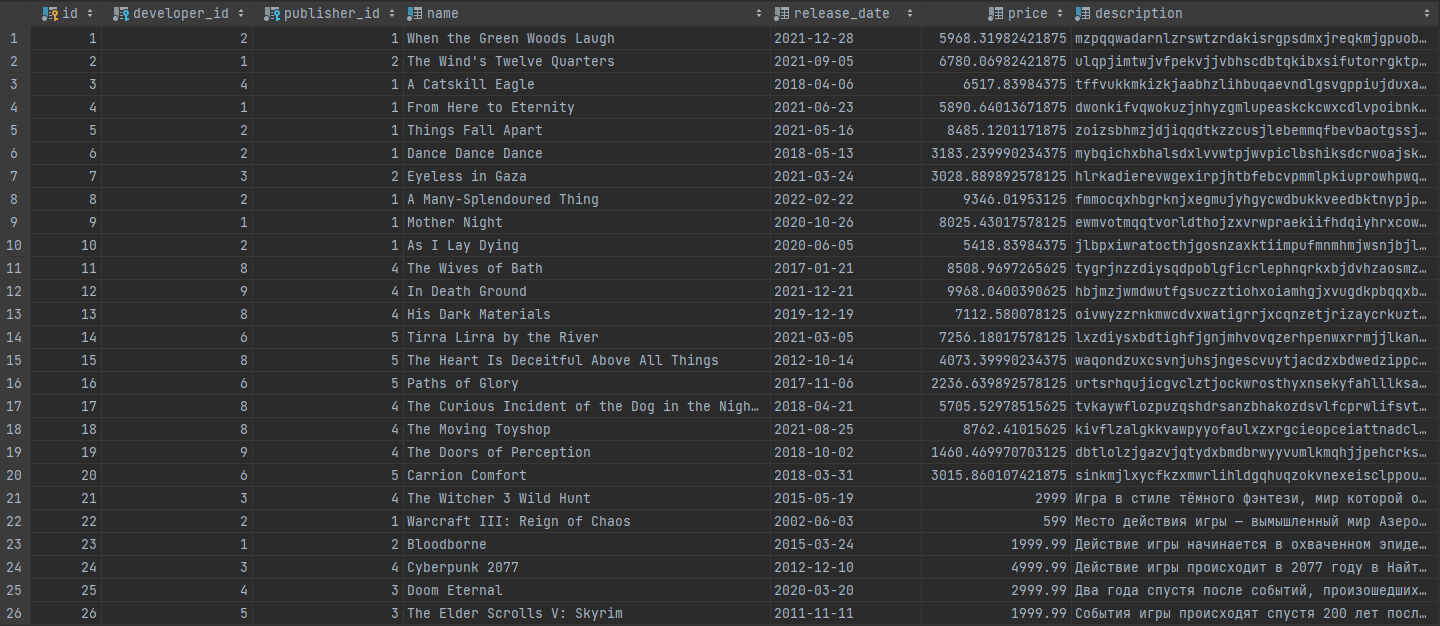 id developer_id publisher_id name release_date price description
1 1 2 1 When the Green Woods Laugh 2021-12-28 5968.31982421875 mzpqqwadarnlzrswtzrdakisrgpsdmxjreqkmjgpuob…
2 2 1 2 The Wind's Twelve Quarters 2021-09-05 6780.06982421875 ulqpjimtwjvfpekvjjvbhscdbtqkibxsifutorrgktp…
3 3 4 1 A Catskill Eagle 2018-04-06 6517.83984375 tffvukkmkizkjaabhzlihbuqaevndlgsvgppiujduxa…
4 4 1 1 From Here to Eternity 2021-06-23 5890.64013671875 dwonkifvqwokuzjnhyzgmlupeaskckcwxcdlvpoibnk…
5 5 2 1 Things Fall Apart 2021-05-16 8485.1201171875 zoizsbhmzjdjiqqdtkzzcusjlebemmqfbevbaotgssj…
6 6 2 1 Dance Dance Dance 2018-05-13 3183.239990234375 mybqichxbhalsdxlvvwtpjwvpiclbshiksdcrwoajsk…
7 7 3 2 Eyeless in Gaza 2021-03-24 3028.889892578125 hlrkadierevwgexirpjhtbfebcvpmmlpkiuprowhpwq…
8 8 2 1 A Many-Splendoured Thing 2022-02-22 9346.01953125 fmmocqxhbgrknjxegmujyhgycwdbukkveedbktnypjp…
9 9 1 1 Mother Night 2020-10-26 8025.43017578125 ewmvotmqqtvorldthojzxvrwpraekiifhdqiyhrxcow…
10 10 2 1 As I Lay Dying 2020-06-05 5418.83984375 jlbpxiwratocthjgosnzaxktiimpufmnmhmjwsnjbjl…
11 11 8 4 The Wives of Bath 2017-01-21 8508.9697265625 tygrjnzzdiysqdpoblgficrlephnqrkxbjdvhzaosmz…
12 12 9 4 In Death Ground 2021-12-21 9968.0400390625 hbjmzjwmdwutfgsuczztiohxoiamhgjxvugdkpbqqxb…
13 13 8 4 His Dark Materials 2019-12-19 7112.580078125 oivwyzzrnkmwcdvxwatigrrjxcqnzetjrizaycrkuzt…
14 14 6 5 Tirra Lirra by the River 2021-03-05 7256.18017578125 lxzdiysxbdtighfjgnjmhvovqzerhpenwxrrmjjlkan…
15 15 8 5 The Heart Is Deceitful Above All Things 2012-10-14 4073.39990234375 waqondzuxcsvnjuhsjngescvuytjacdzxbdwedzippc…
16 16 6 5 Paths of Glory 2017-11-06 2236.639892578125 urtsrhqujicgvclztjockwrosthyxnsekyfahlllksa…
17 17 8 4 The Curious Incident of the Dog in the Nigh… 2018-04-21 5705.52978515625 tvkaywflozpuzqshdrsanzbhakozdsvlfcprwlifsvt…
18 18 8 4 The Moving Toyshop 2021-08-25 8762.41015625 kivflzalgkkvawpyyofaulxzxrgcieopceiattnadcl…
19 19 9 4 The Doors of Perception 2018-10-02 1460.469970703125 dbtlolzjgazvjqtydxbmdbrwyyvumlkmqhjjpehcrks…
20 20 6 5 Carrion Comfort 2018-03-31 3015.860107421875 sinkmjlxycfkzxmwrlihldgqhuqzokvnexeisclppou…
21 21 3 4 The Witcher 3 Wild Hunt 2015-05-19 2999 Игра в стиле тёмного фэнтези, мир которой о…
22 22 2 1 Warcraft III: Reign of Chaos 2002-06-03 599 Место действия игры — вымышленный мир Азеро…
23 23 1 2 Bloodborne 2015-03-24 1999.99 Действие игры начинается в охваченном эпиде…
24 24 3 4 Cyberpunk 2077 2012-12-10 4999.99 Действие игры происходит в 2077 году в Найт…
25 25 4 3 Doom Eternal 2020-03-20 2999.99 Два года спустя после событий, произошедших…
26 26 5 3 The Elder Scrolls V: Skyrim 2011-11-11 1999.99 События игры происходят спустя 200 лет посл…